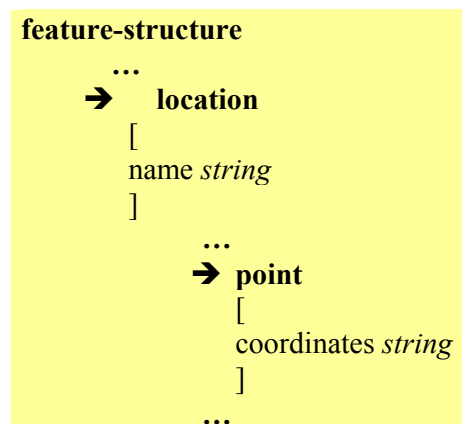 feature-structure
…
➔ location
[
name string
]
…
➔ point
[
coordinates string
]
…